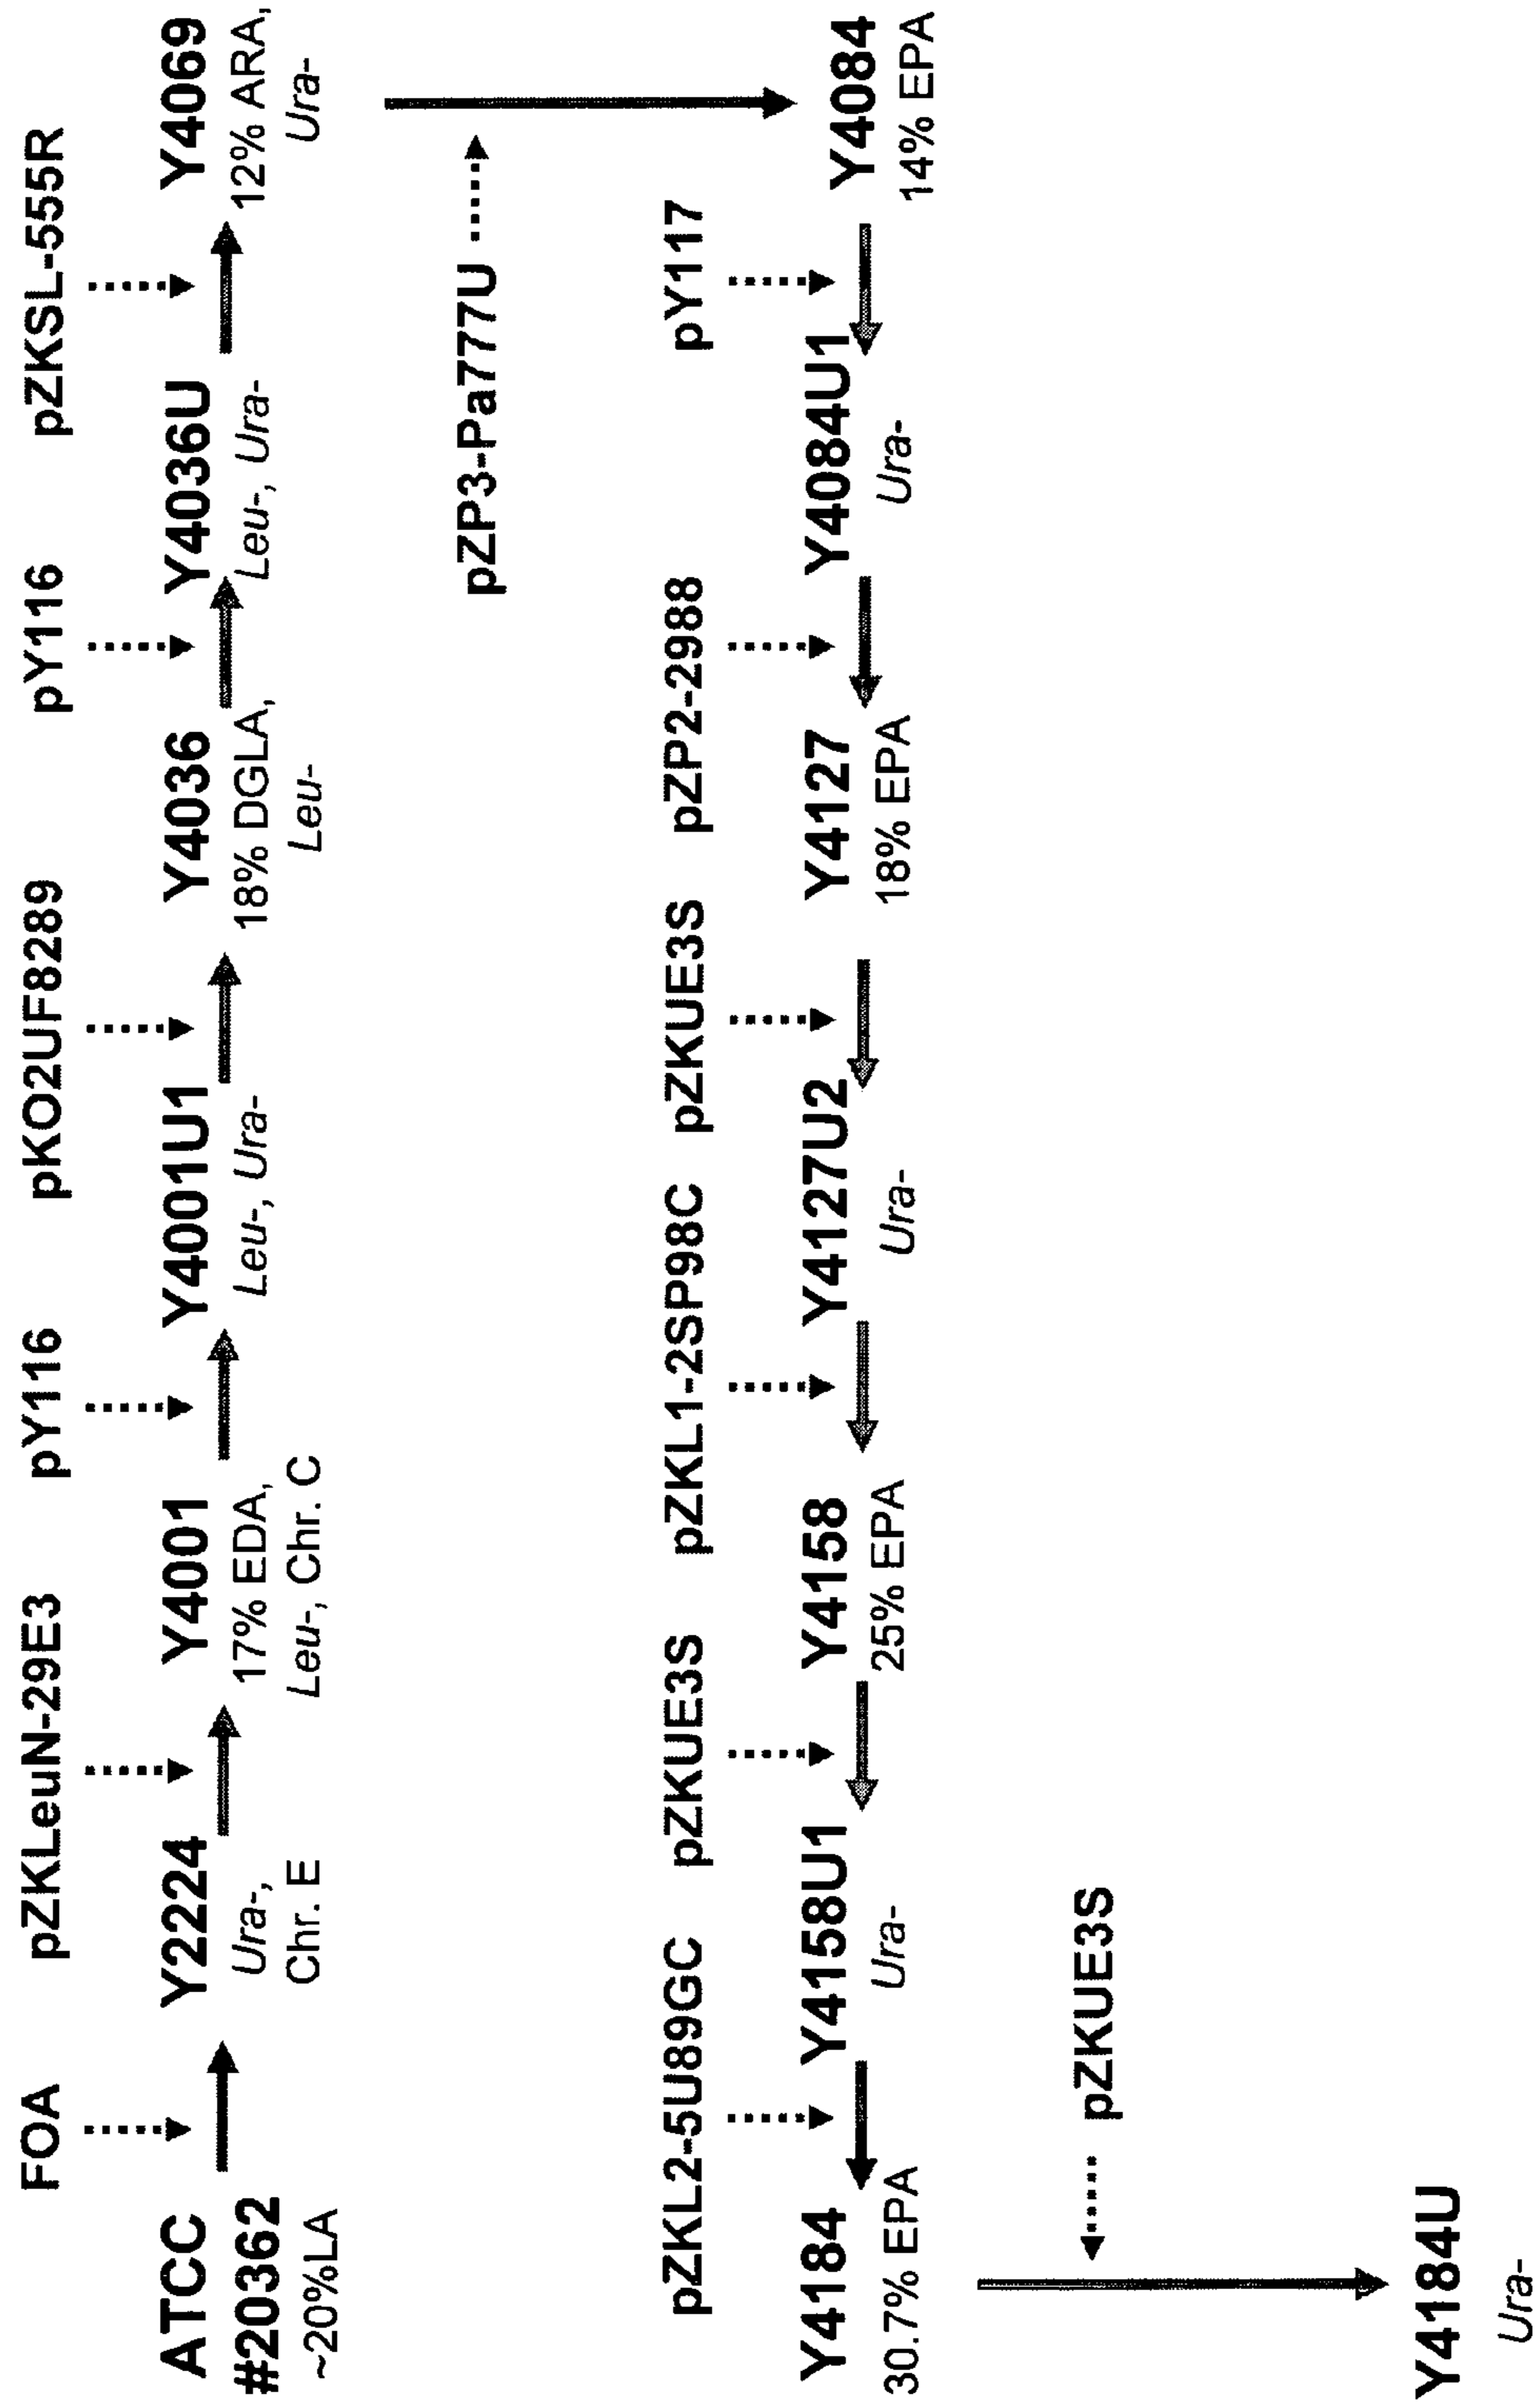 FOA
pZKLeuN-29E3
pY116
pKO2UF8289
pY116
pZKSL-555R
ATCC
#20362
~20%LA
Y2224
Ura-,
Chr. E
Y4001
17% EDA,
Leu-, Chr. C
Y4001U1
Leu-, Ura-
Y4036
18% DGLA,
Leu-
Y4036U
Leu-, Ura-
Y4069
12% ARA,
Ura-
pZP3-Pa777U
pZKL2-5U89GC
pZKUE3S
pZKL1-2SP98C
pZKUE3S
pZP2-2988
pY117
Y4184
30.7% EPA
Y4158U1
Ura-
Y4158
25% EPA
Y4127U2
Ura-
Y4127
18% EPA
Y4084U1
Ura-
Y4084
14% EPA
pZKUE3S
Y4184U
Ura-